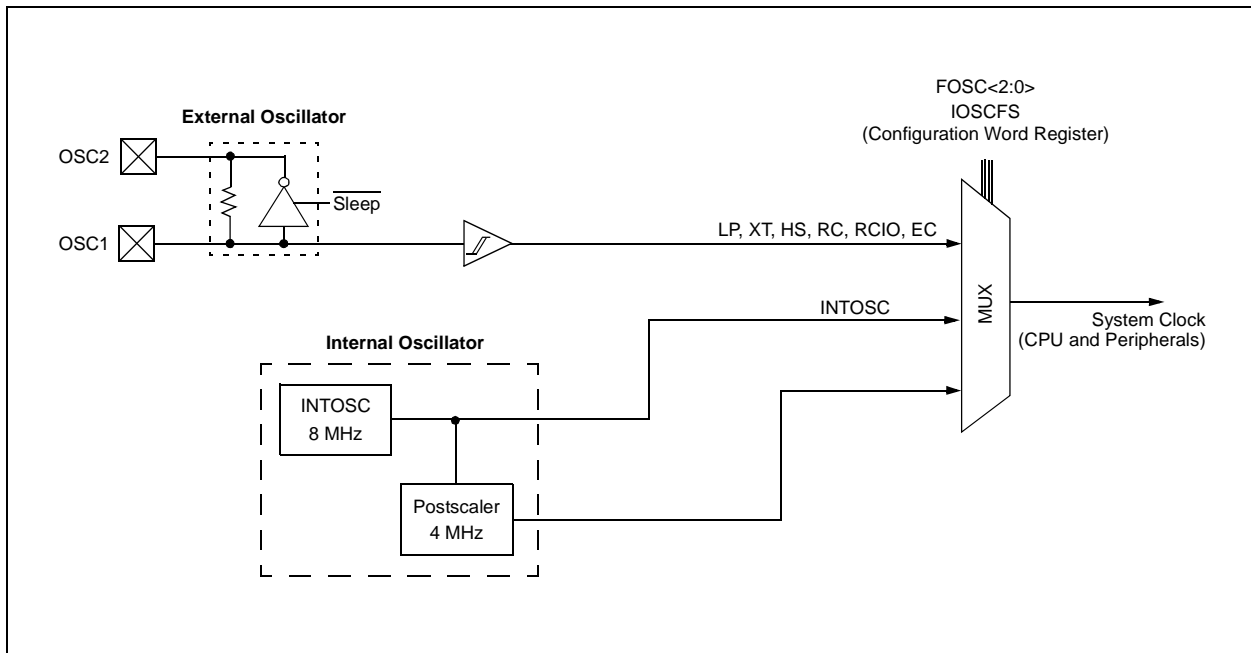 FOSC<2:0>
IOSCFS
(Configuration Word Register)
External Oscillator
OSC2
Sleep
OSC1
LP, XT, HS, RC, RCIO, EC
MUX
INTOSC
System Clock
(CPU and Peripherals)
Internal Oscillator
INTOSC
8 MHz
Postscaler
4 MHz